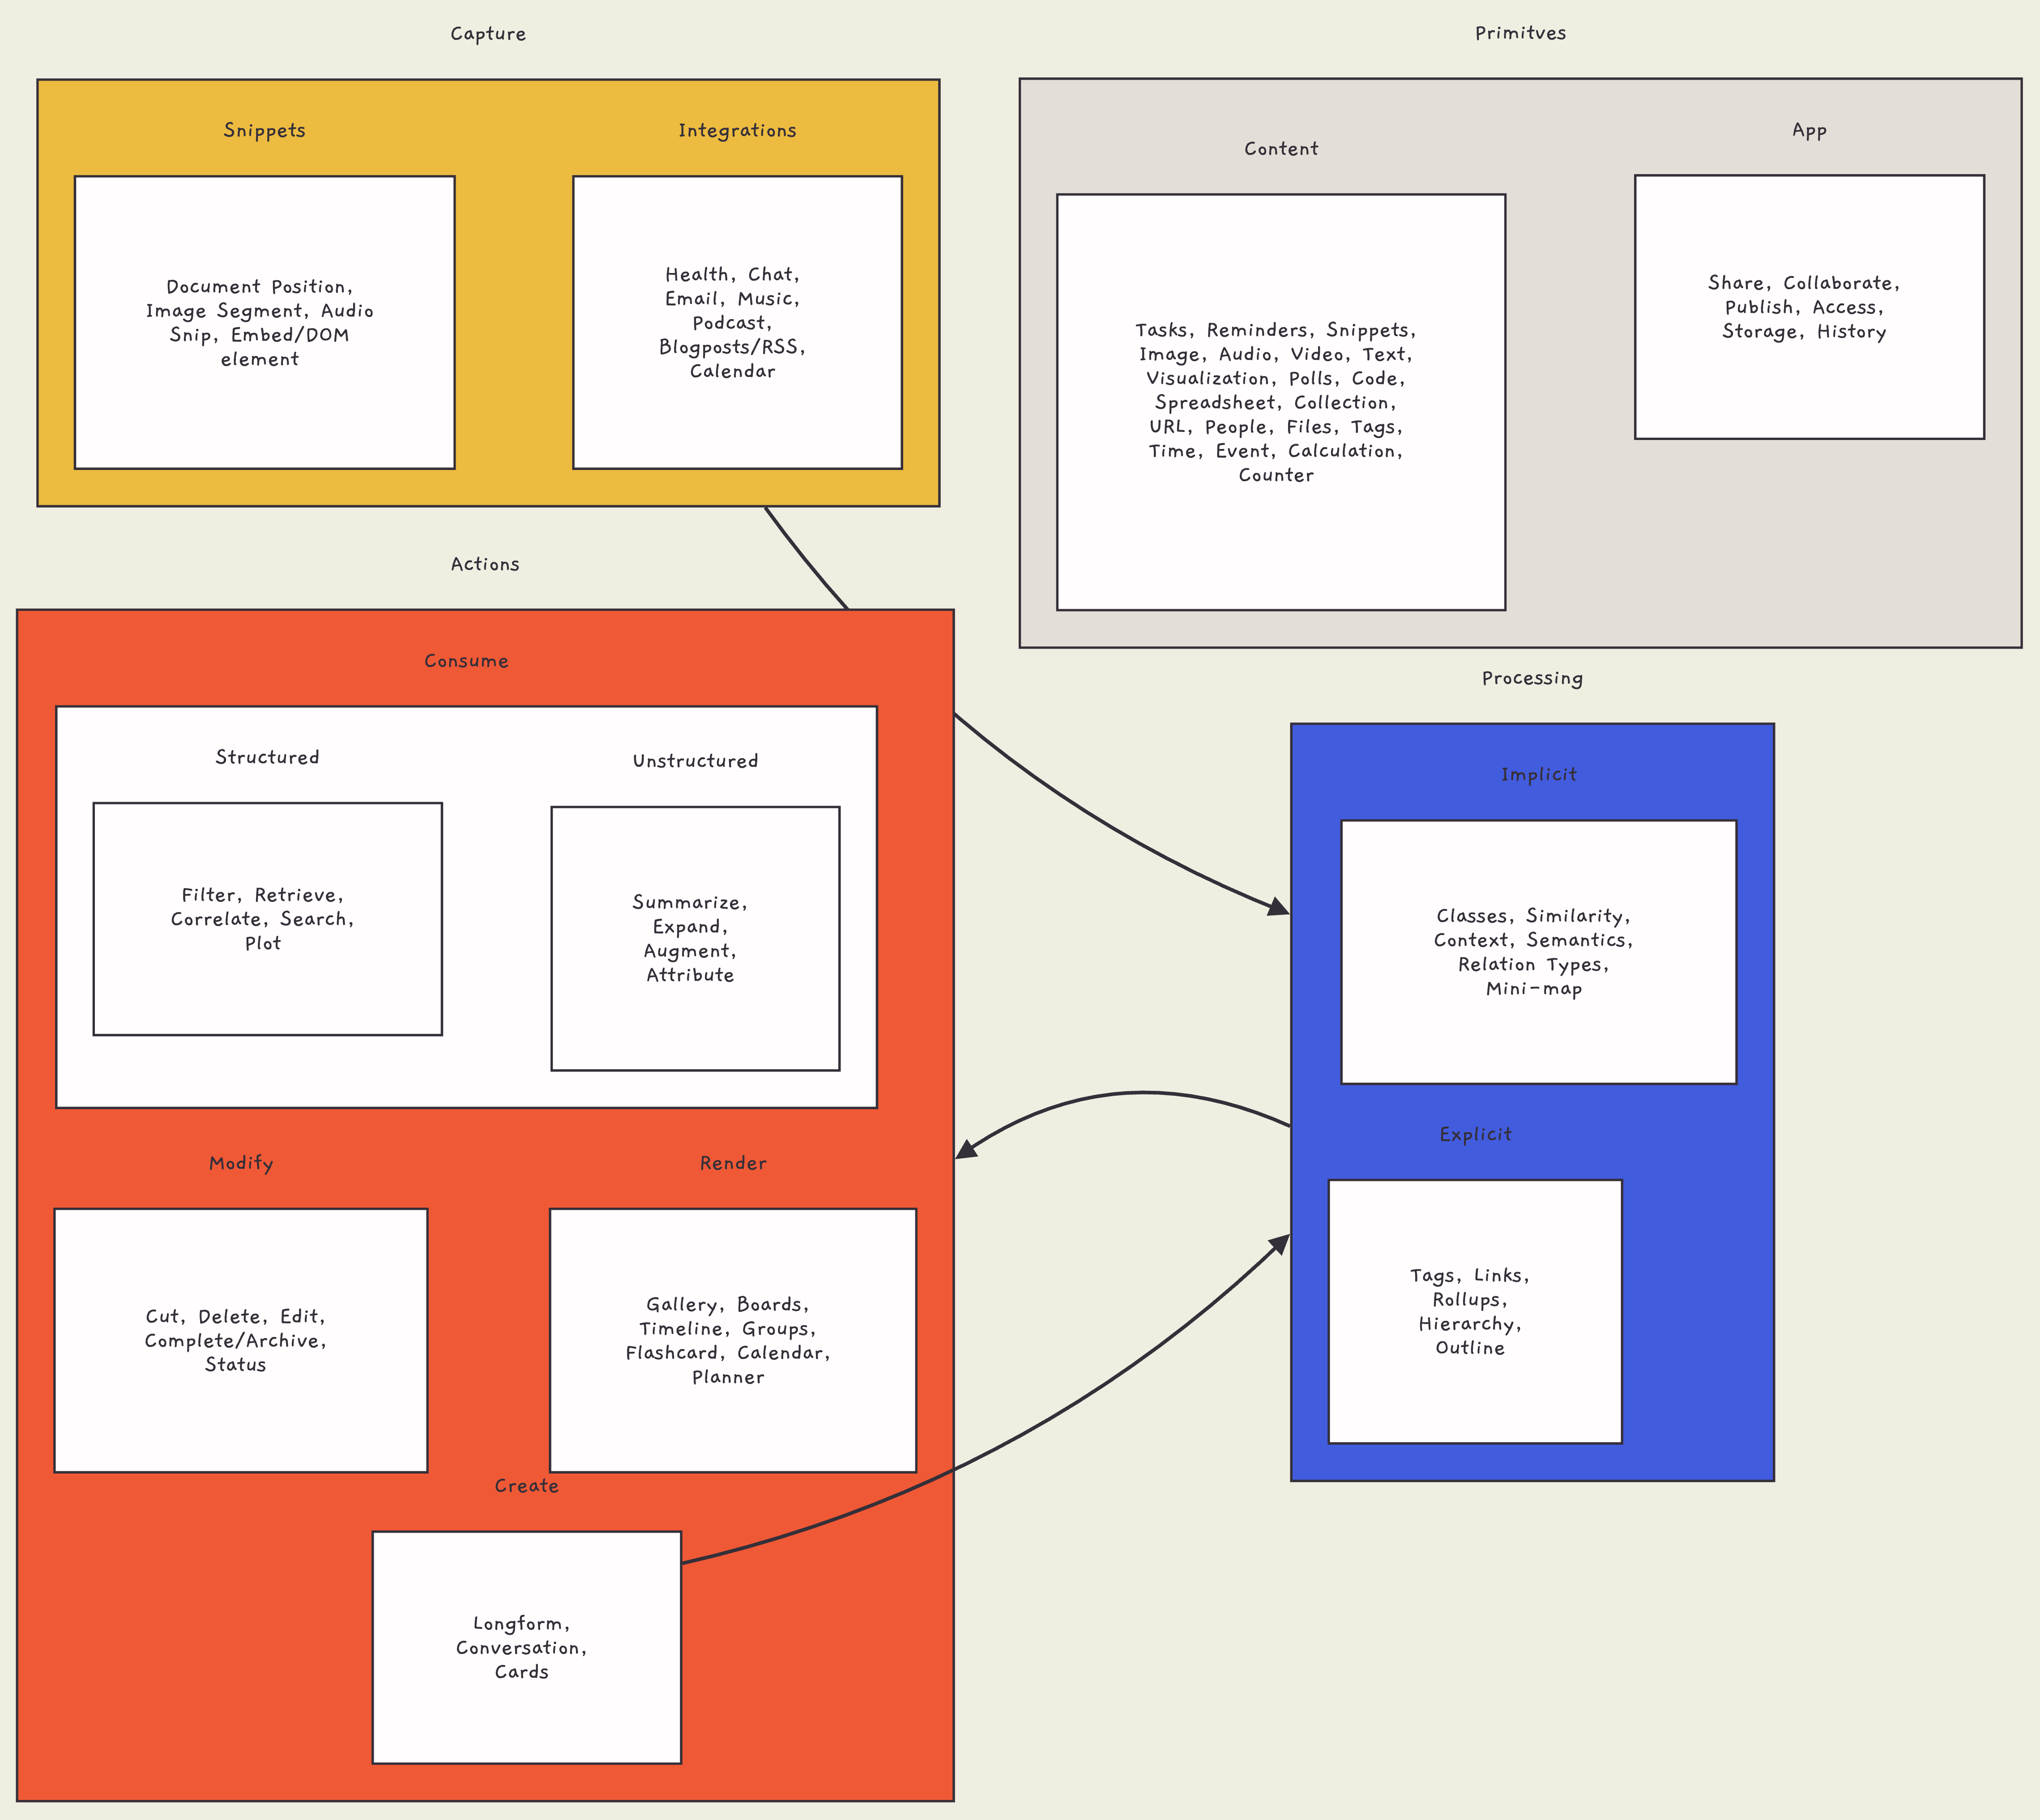 Capture
Snippets
Document Position,
Image Segment, Audio
Snip, Embed/DOM
element
Integrations
Health, Chat,
Email, Music,
Podcast,
Blogposts/RSS,
Calendar
Primitves
Content
Tasks, Reminders, Snippets,
Image, Audio, Video, Text,
Visualization, Polls, Code,
Spreadsheet, Collection,
URL, People, Files, Tags,
Time, Event, Calculation,
Counter
App
Share, Collaborate,
Publish, Access,
Storage, History
Actions
Consume
Structured
Filter, Retrieve,
Correlate, Search,
Plot
Unstructured
Summarize,
Expand,
Augment,
Attribute
Modify
Cut, Delete, Edit,
Complete/Archive,
Status
Render
Gallery, Boards,
Timeline, Groups,
Flashcard, Calendar,
Planner
Create
Longform,
Conversation,
Cards
Processing
Implicit
Classes, Similarity,
Context, Semantics,
Relation Types,
Mini-map
Explicit
Tags, Links,
Rollups,
Hierarchy,
Outline